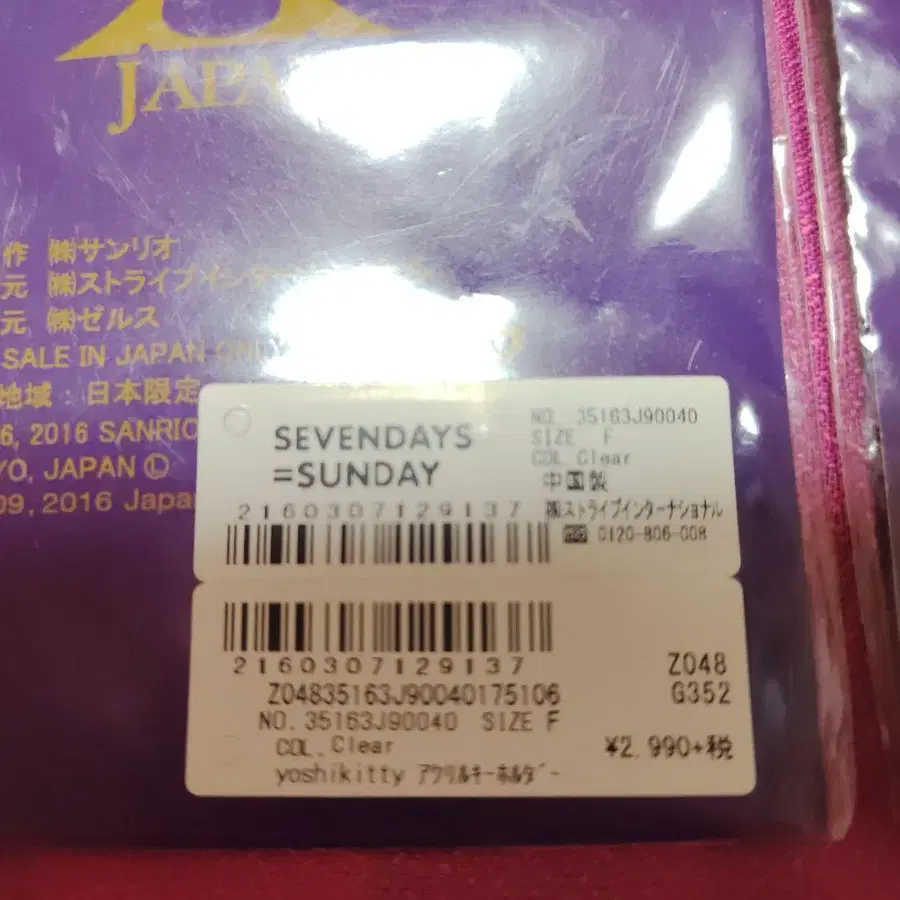 JAPA
作 ㈱サンリオ
元 ㈱ストライプインター
元 ㈱ゼルス
SALE IN JAPAN ONLY
地域：日本限定
6, 2016 SANRIO
YO, JAPAN Ⓛ
09, 2016 Japan
SEVENDAYS
=SUNDAY
NO. 35163J90040
SIZE F
COL.Clear
中国製
2160307129137
㈱ストライプインターナショナル
0120-806-008
2160307129137
Z048
Z04835163J90040175106
G352
NO.35163J90040 SIZE F
COL.Clear
¥2.990+税
yoshikitty アクリルキーホルダー